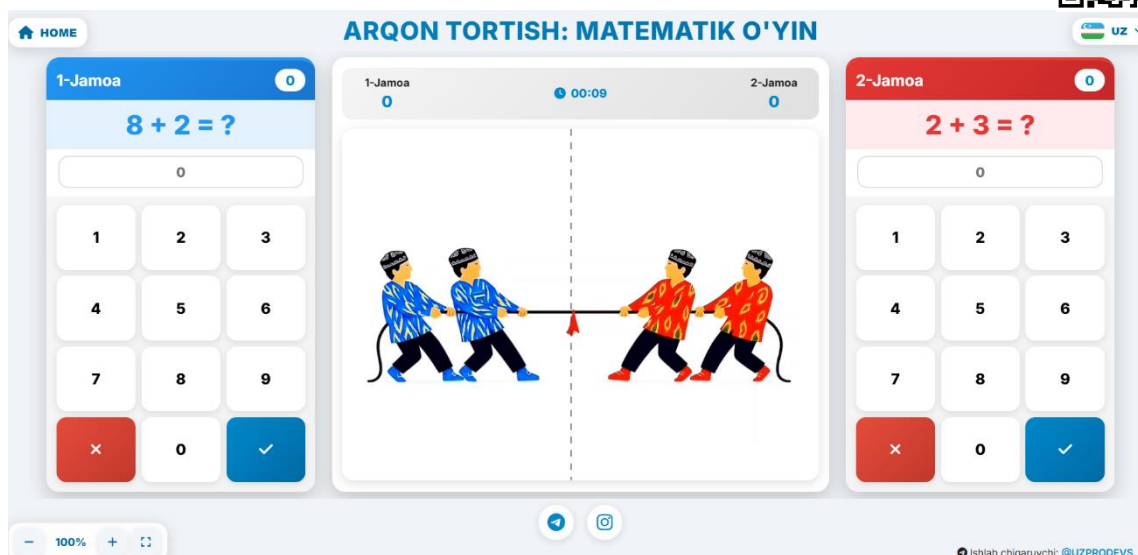 HOME
ARQON TORTISH: MATEMATIK O'YIN
UZ
1-Jamoa 0
8 + 2 = ?
0
1 2 3
4 5 6
7 8 9
× 0 ✓
1-Jamoa
0
00:09
2-Jamoa
0
2-Jamoa 0
2 + 3 = ?
0
1 2 3
4 5 6
7 8 9
× 0 ✓
− 100% +
Ishlab chiqaruvchi: @UZPRODEVS